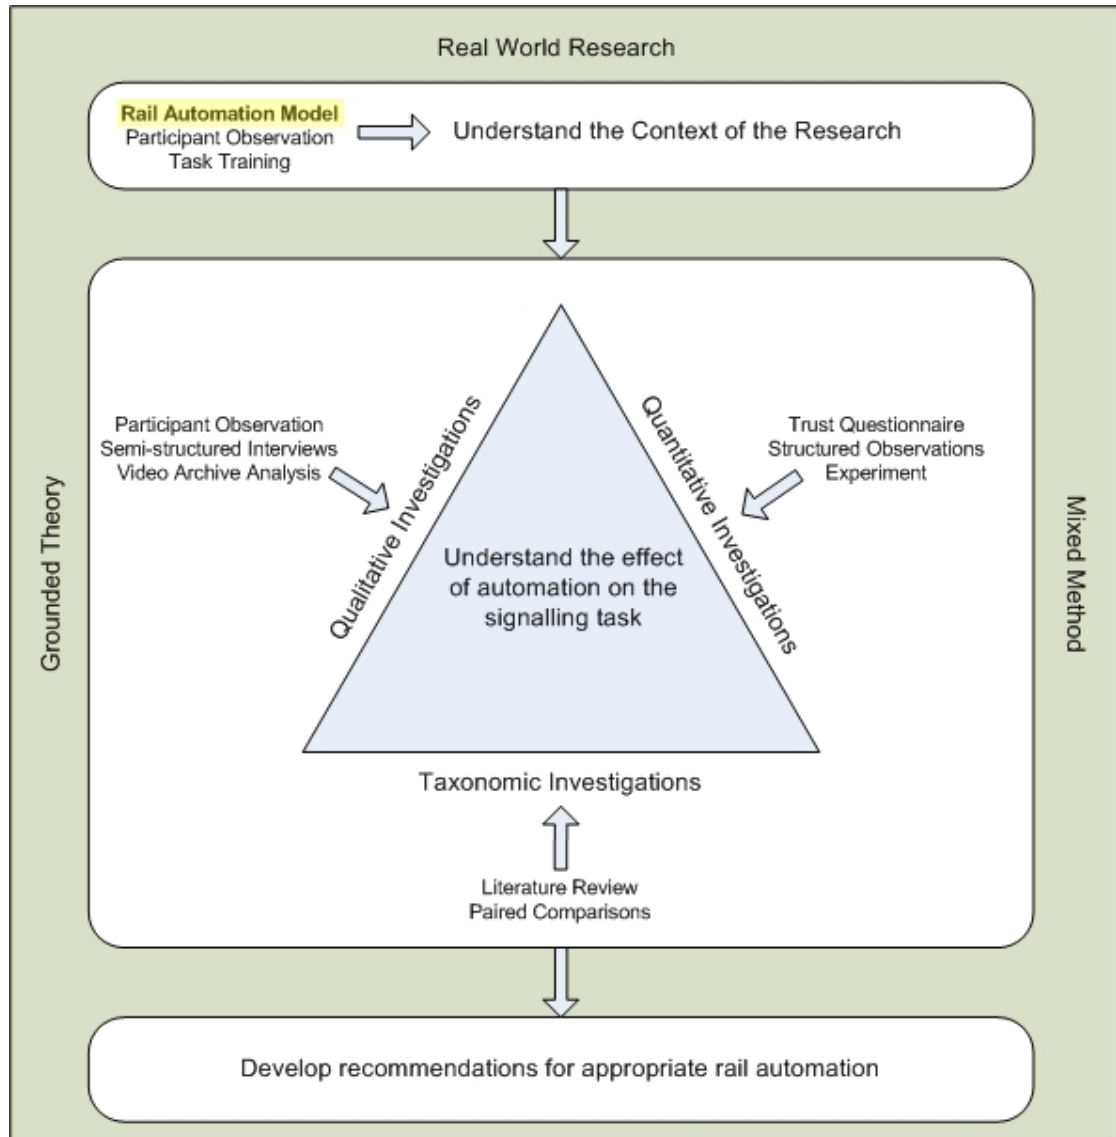 Real World Research
Rail Automation Model
Participant Observation
Task Training
Understand the Context of the Research
Grounded Theory
Participant Observation
Semi-structured Interviews
Video Archive Analysis
Qualitative Investigations
Understand the effect
of automation on the
signalling task
Quantitative Investigations
Trust Questionnaire
Structured Observations
Experiment
Mixed Method
Taxonomic Investigations
Literature Review
Paired Comparisons
Develop recommendations for appropriate rail automation